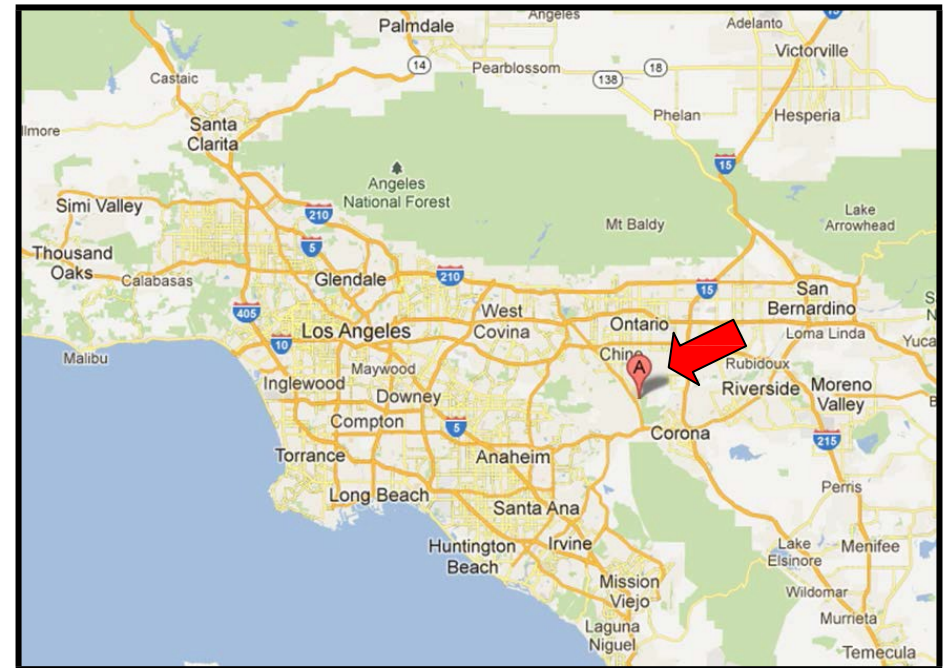 Palmdale
Angeles
Adelanto
15
Victorville
14
Pearblossom
138
18
Castaic
Phelan
Hesperia
Santa
Clarita
15
Angeles
National Forest
Simi Valley
210
Mt Baldy
Lake
Arrowhead
5
Thousand
Oaks
Calabasas
Glendale
210
15
San
Bernardino
405
West
Covina
Ontario
Los Angeles
Loma Linda
10
Malibu
Maywood
Chino
A
Rubidoux
Inglewood
Downey
Riverside
Moreno
Valley
Compton
5
Corona
215
Torrance
Anaheim
Long Beach
Perris
Santa Ana
Huntington
Beach
Irvine
Lake
Elsinore
Menifee
Mission
Viejo
Wildomar
Murrieta
Laguna
Niguel
Temecula